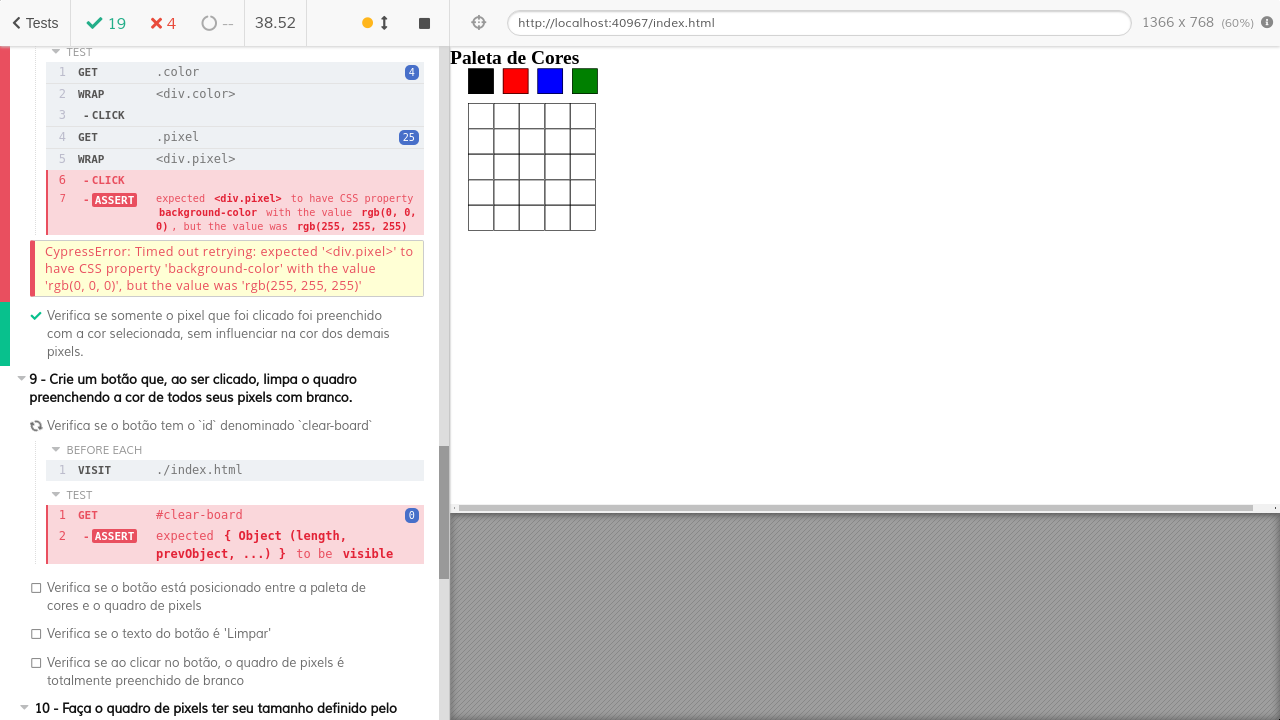 Tests 19 4 -- 38.52 http://localhost:40967/index.html 1366 x 768 (60%)
TEST
1 GET .color 4
2 WRAP <div.color>
3 - CLICK
4 GET .pixel 25
5 WRAP <div.pixel>
6 - CLICK
7 - ASSERT expected <div.pixel> to have CSS property
background-color with the value rgb(0, 0,
0) , but the value was rgb(255, 255, 255)
CypressError: Timed out retrying: expected '<div.pixel>' to
have CSS property 'background-color' with the value
'rgb(0, 0, 0)', but the value was 'rgb(255, 255, 255)'
Verifica se somente o pixel que foi clicado foi preenchido
com a cor selecionada, sem influenciar na cor dos demais
pixels.
9 - Crie um botão que, ao ser clicado, limpa o quadro
preenchendo a cor de todos seus pixels com branco.
Verifica se o botão tem o `id` denominado `clear-board`
BEFORE EACH
1 VISIT ./index.html
TEST
1 GET #clear-board 0
2 - ASSERT expected { Object (length,
prevObject, ...) } to be visible
Verifica se o botão está posicionado entre a paleta de
cores e o quadro de pixels
Verifica se o texto do botão é 'Limpar'
Verifica se ao clicar no botão, o quadro de pixels é
totalmente preenchido de branco
10 - Faça o quadro de pixels ter seu tamanho definido pelo
Paleta de Cores